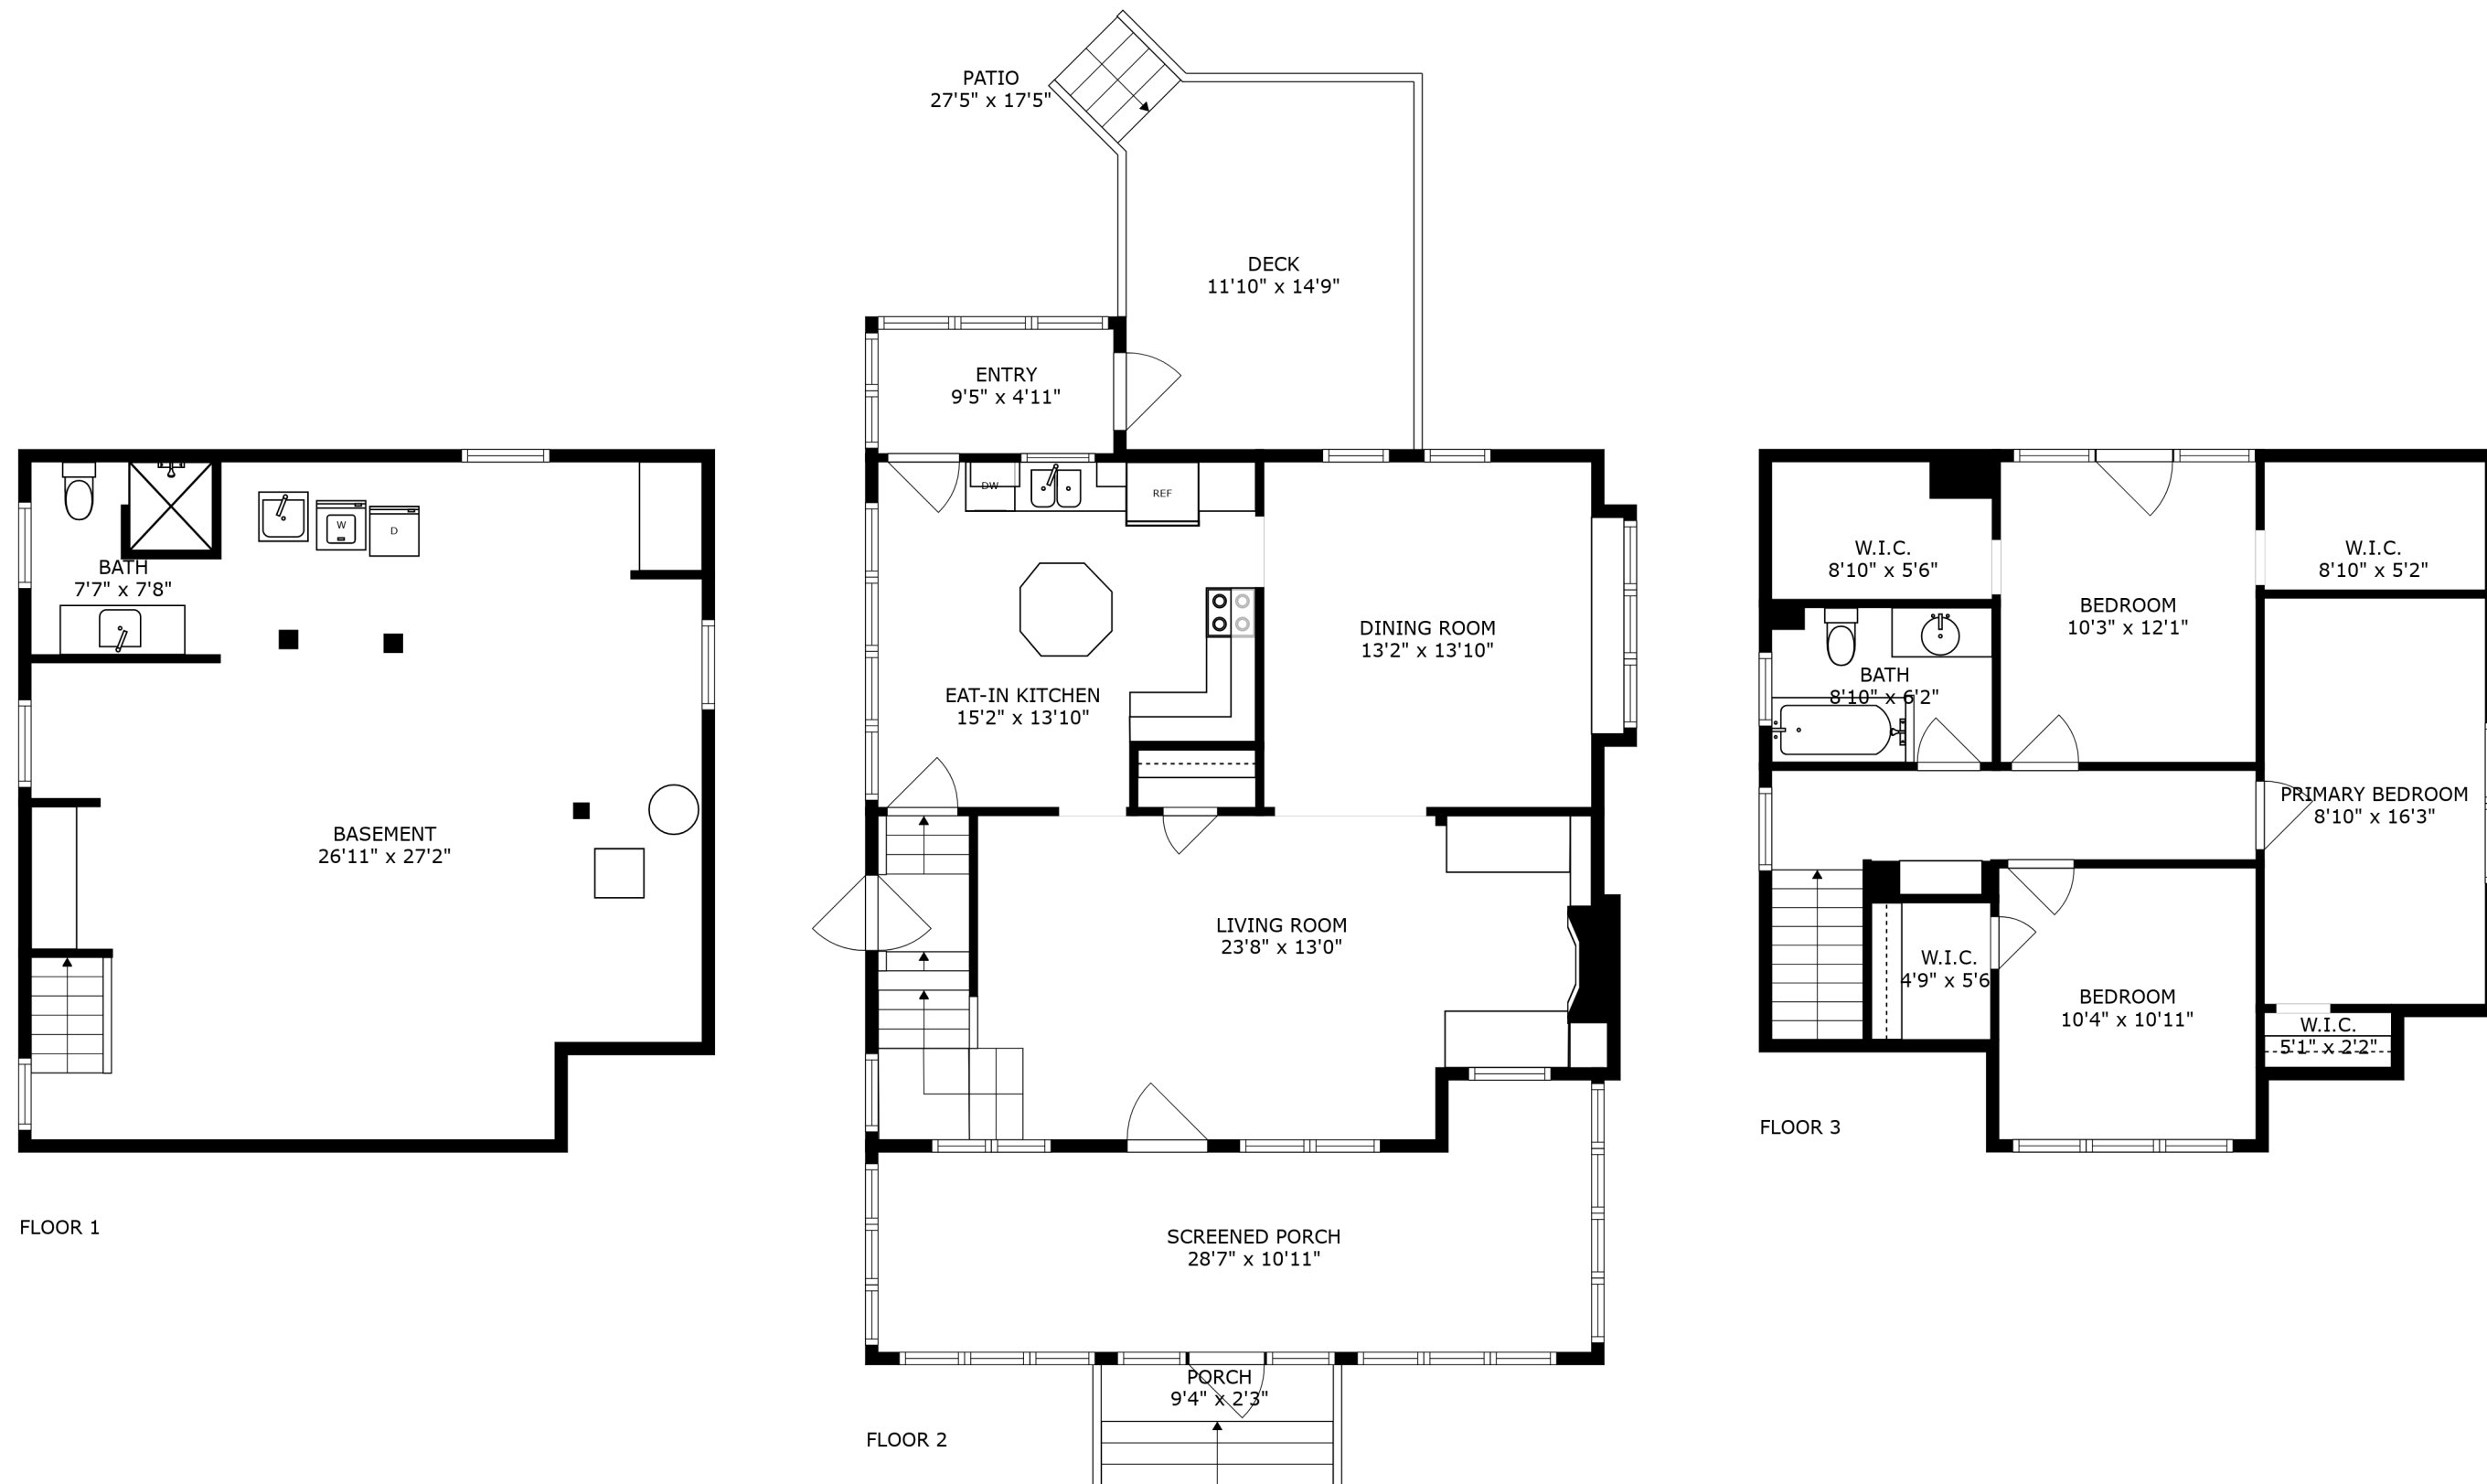 BATH
7'7" x 7'8"
W
D
BASEMENT
26'11" x 27'2"
FLOOR 1
PATIO
27'5" x 17'5"
DECK
11'10" x 14'9"
ENTRY
9'5" x 4'11"
DW
REF
EAT-IN KITCHEN
15'2" x 13'10"
DINING ROOM
13'2" x 13'10"
LIVING ROOM
23'8" x 13'0"
SCREENED PORCH
28'7" x 10'11"
PORCH
9'4" x 2'3"
FLOOR 2
W.I.C.
8'10" x 5'6"
BEDROOM
10'3" x 12'1"
W.I.C.
8'10" x 5'2"
BATH
8'10" x 6'2"
PRIMARY BEDROOM
8'10" x 16'3"
W.I.C.
4'9" x 5'6
BEDROOM
10'4" x 10'11"
W.I.C.
5'1" x 2'2"
FLOOR 3